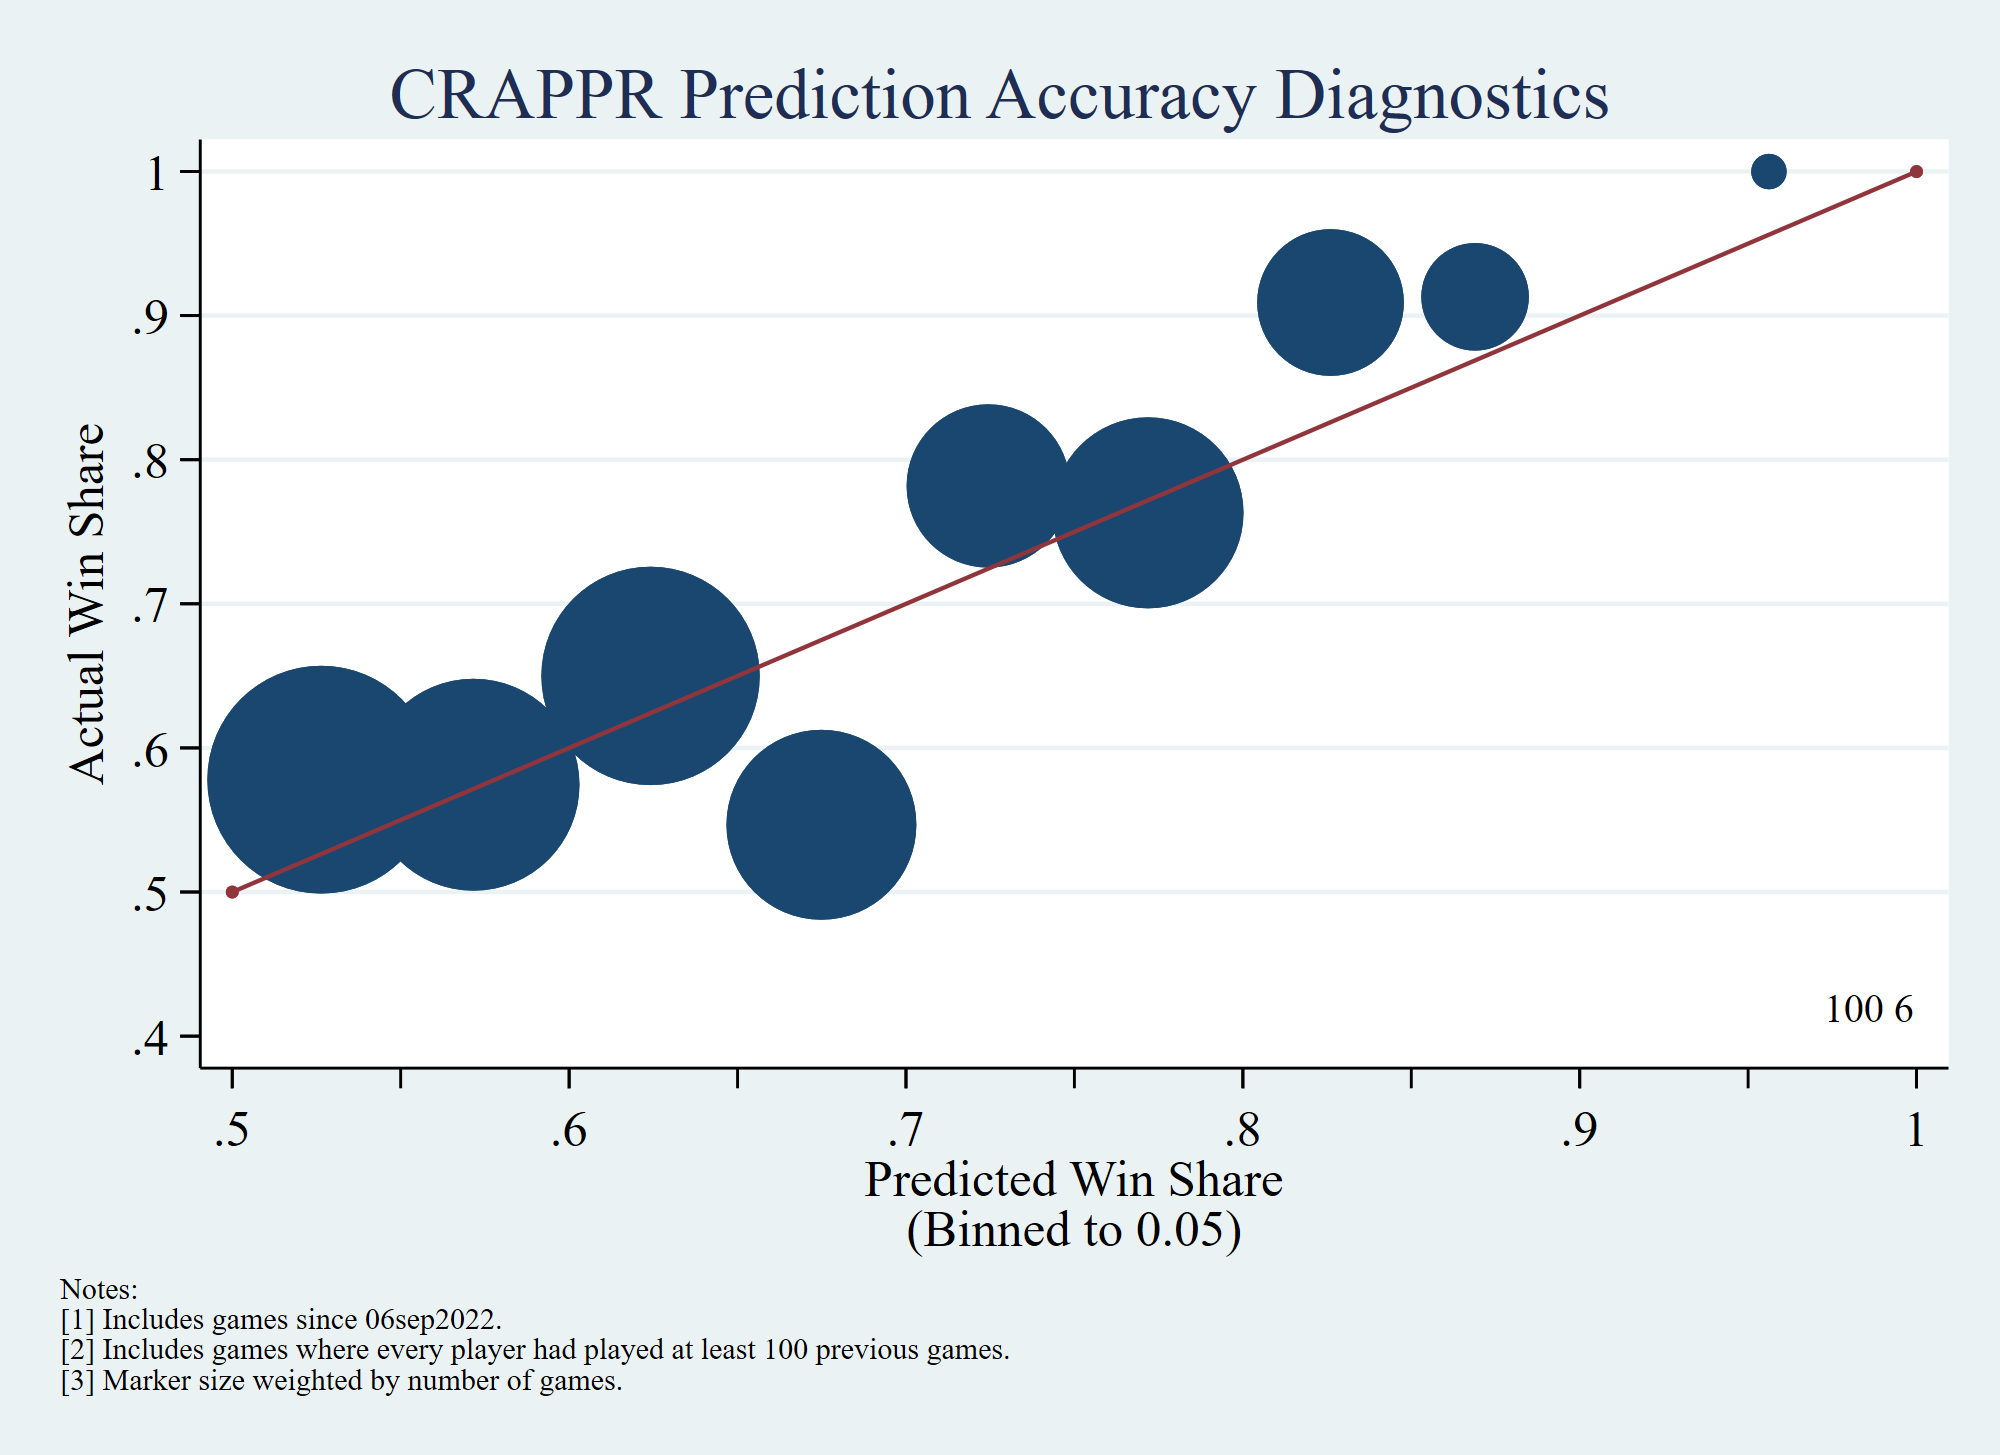 CRAPPR Prediction Accuracy Diagnostics
1
.9
.8
.7
.6
.5
.4
Actual Win Share
100 6
.5
.6
.7
.8
.9
1
Predicted Win Share
(Binned to 0.05)
Notes:
[1] Includes games since 06sep2022.
[2] Includes games where every player had played at least 100 previous games.
[3] Marker size weighted by number of games.